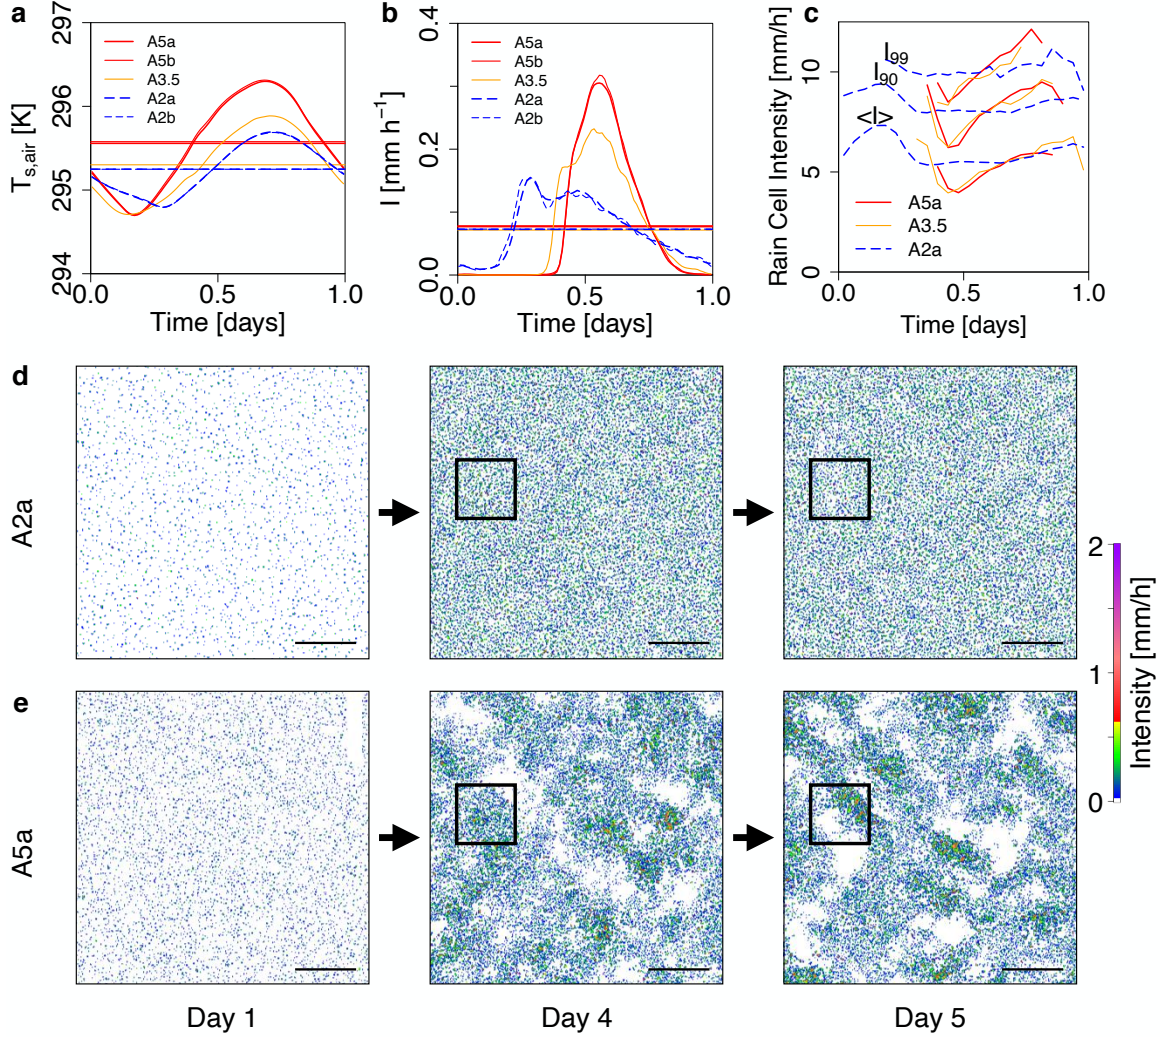 a
T_s,air [K]
294
295
296
297
A5a
A5b
A3.5
A2a
A2b
0.0
0.5
1.0
Time [days]
b
I [mm h⁻¹]
0.0
0.2
0.4
A5a
A5b
A3.5
A2a
A2b
0.0
0.5
1.0
Time [days]
c
Rain Cell Intensity [mm/h]
0
5
10
I₉₉
I₉₀
<I>
A5a
A3.5
A2a
0.0
0.5
1.0
Time [days]
d
A2a
e
A5a
2
1
0
Intensity [mm/h]
Day 1
Day 4
Day 5